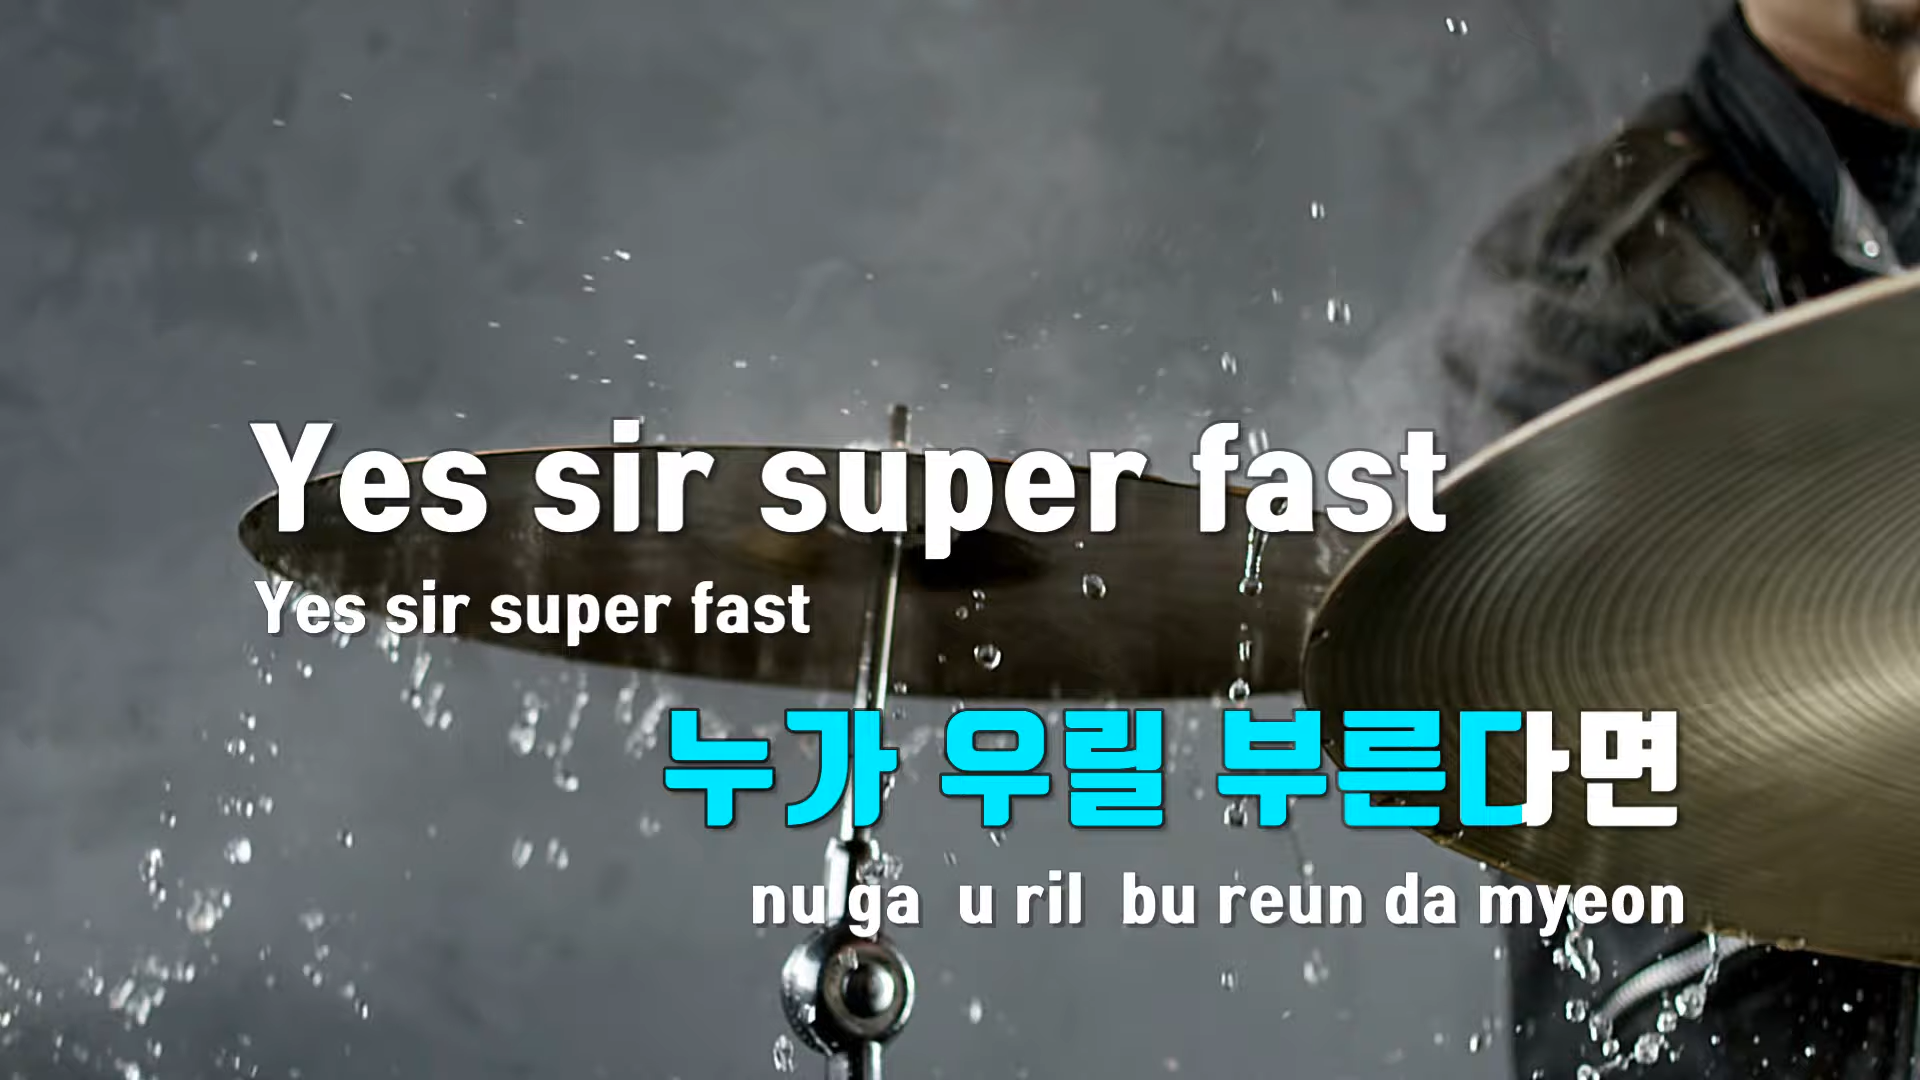 Yes sir super fast
Yes sir super fast
누가 우릴 부른다면
nu ga u ril bu reun da myeon